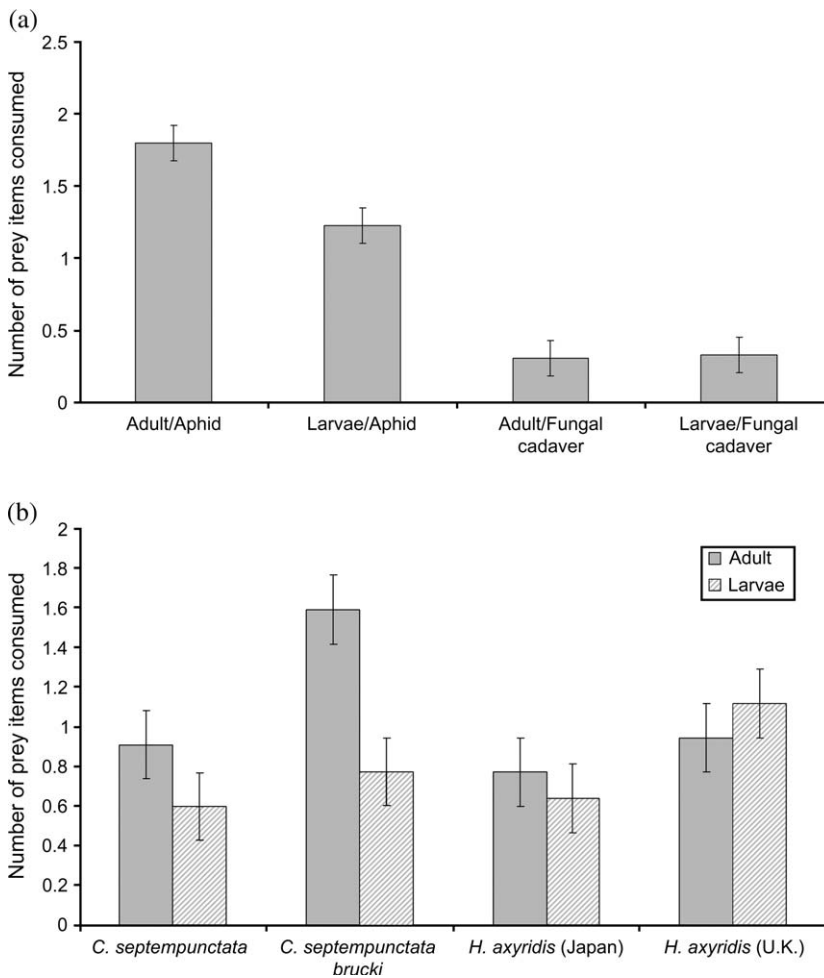 (a)
Number of prey items consumed
2.5
2
1.5
1
0.5
0
Adult/Aphid
Larvae/Aphid
Adult/Fungal
cadaver
Larvae/Fungal
cadaver
(b)
Number of prey items consumed
2
1.8
1.6
1.4
1.2
1
0.8
0.6
0.4
0.2
0
Adult
Larvae
C. septempunctata
C. septempunctata
brucki
H. axyridis (Japan)
H. axyridis (U.K.)